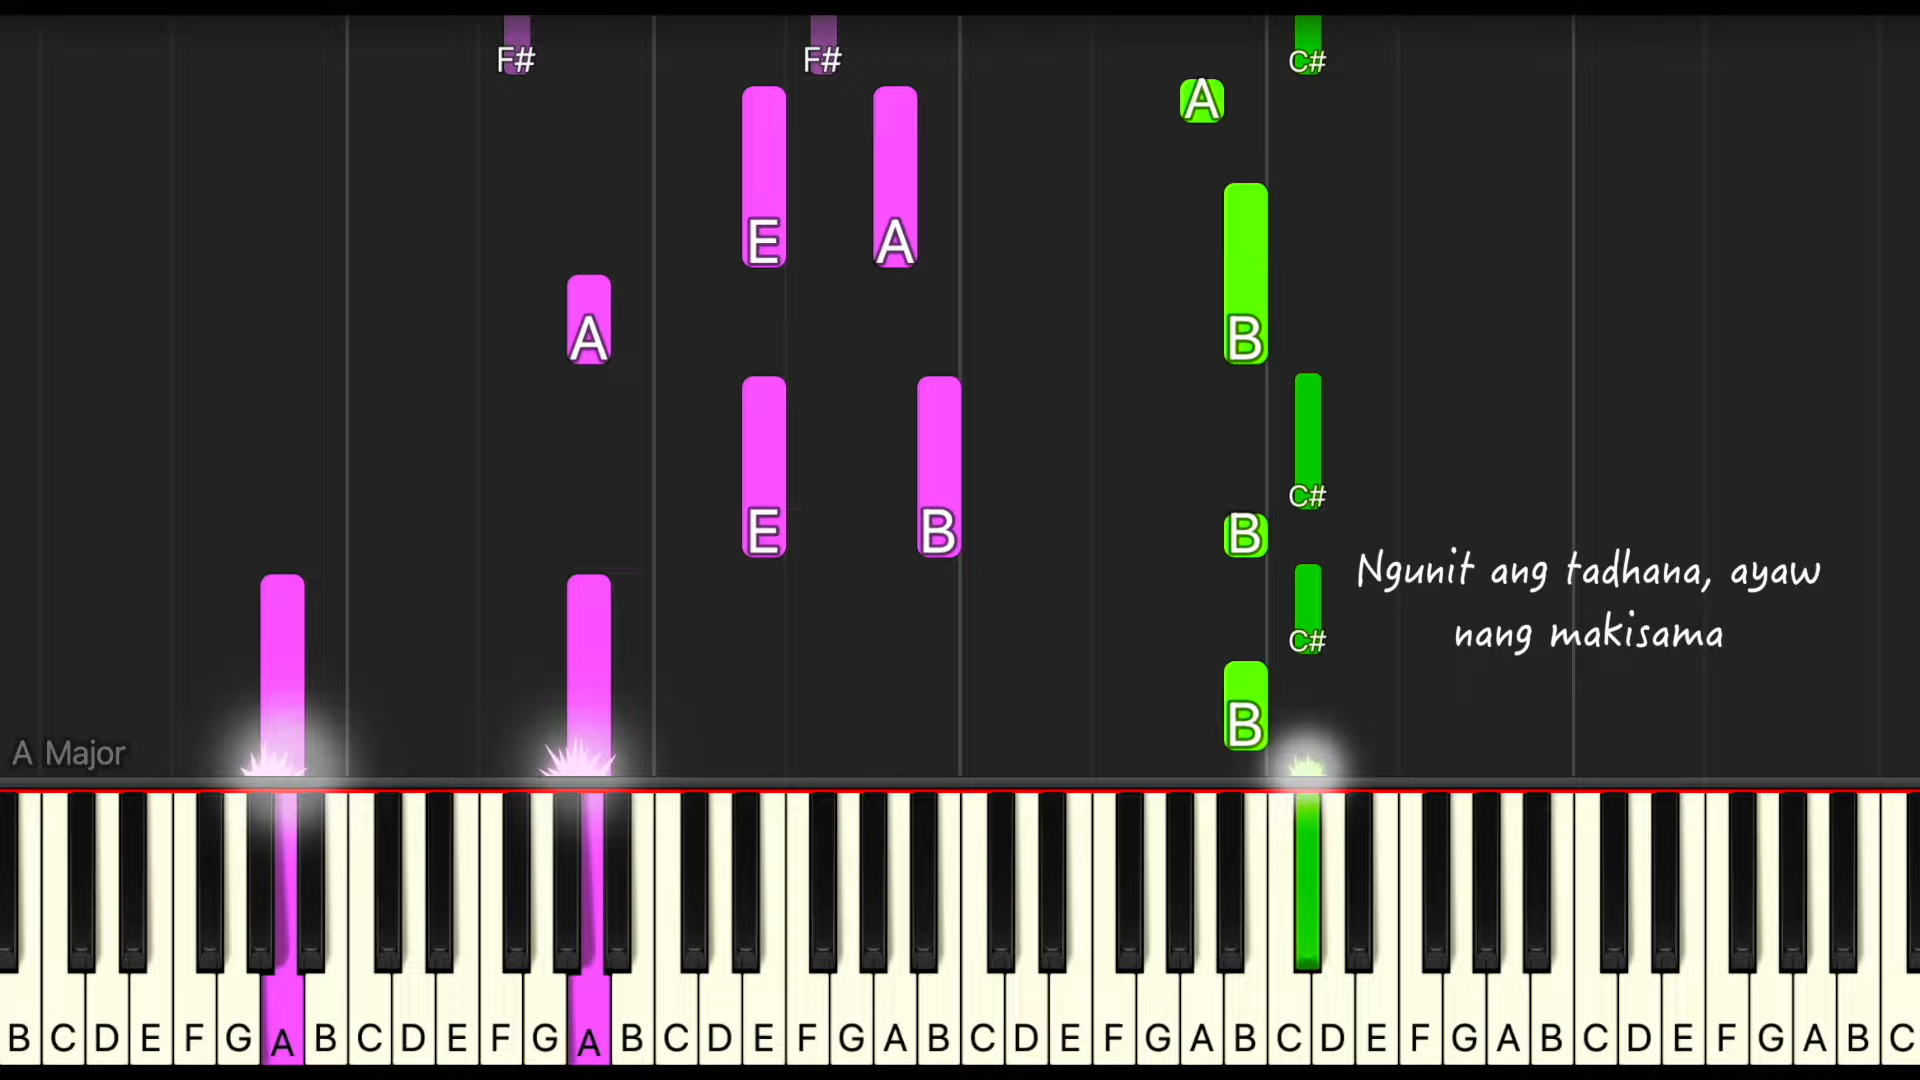 F# F# C#
A
E A
B
A
C#
E B B
Ngunit ang tadhana, ayaw
nang makisama
C#
B
A Major
B C D E F G A B C D E F G A B C D E F G A B C D E F G A B C D E F G A B C D E F G A B C